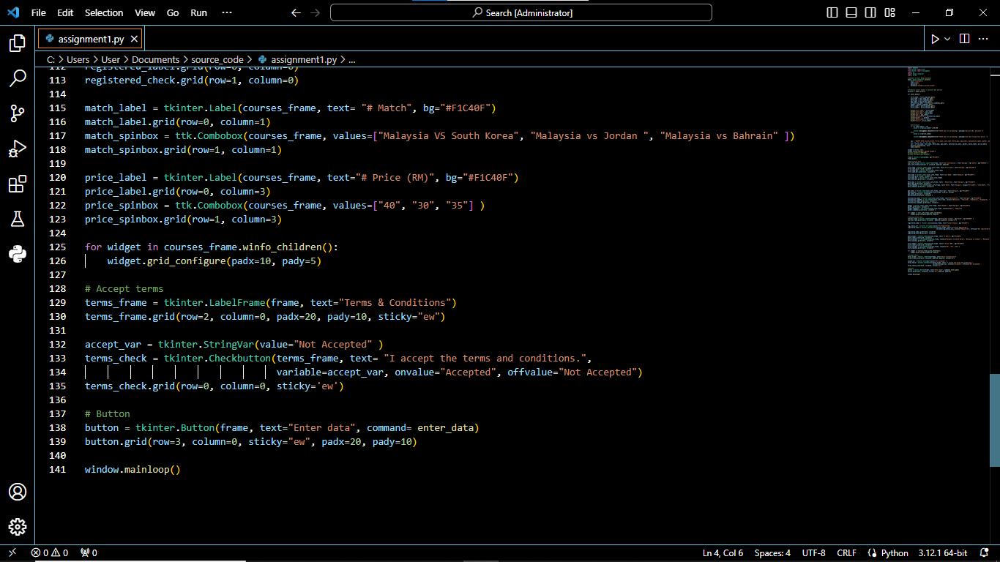 File Edit Selection View Go Run ··· Search [Administrator]
assignment1.py
C: > Users > User > Documents > source_code > assignment1.py > ...
112 registered_label.grid(row=0, column=0)
113 registered_check.grid(row=1, column=0)
114
115 match_label = tkinter.Label(courses_frame, text= "# Match", bg="#F1C40F")
116 match_label.grid(row=0, column=1)
117 match_spinbox = ttk.Combobox(courses_frame, values=["Malaysia VS South Korea", "Malaysia vs Jordan ", "Malaysia vs Bahrain" ])
118 match_spinbox.grid(row=1, column=1)
119
120 price_label = tkinter.Label(courses_frame, text="# Price (RM)", bg="#F1C40F")
121 price_label.grid(row=0, column=3)
122 price_spinbox = ttk.Combobox(courses_frame, values=["40", "30", "35"] )
123 price_spinbox.grid(row=1, column=3)
124
125 for widget in courses_frame.winfo_children():
126     widget.grid_configure(padx=10, pady=5)
127
128 # Accept terms
129 terms_frame = tkinter.LabelFrame(frame, text="Terms & Conditions")
130 terms_frame.grid(row=2, column=0, padx=20, pady=10, sticky="ew")
131
132 accept_var = tkinter.StringVar(value="Not Accepted" )
133 terms_check = tkinter.Checkbutton(terms_frame, text= "I accept the terms and conditions.",
134                                   variable=accept_var, onvalue="Accepted", offvalue="Not Accepted")
135 terms_check.grid(row=0, column=0, sticky='ew')
136
137 # Button
138 button = tkinter.Button(frame, text="Enter data", command= enter_data)
139 button.grid(row=3, column=0, sticky="ew", padx=20, pady=10)
140
141 window.mainloop()
0 0 0 Ln 4, Col 6 Spaces: 4 UTF-8 CRLF Python 3.12.1 64-bit